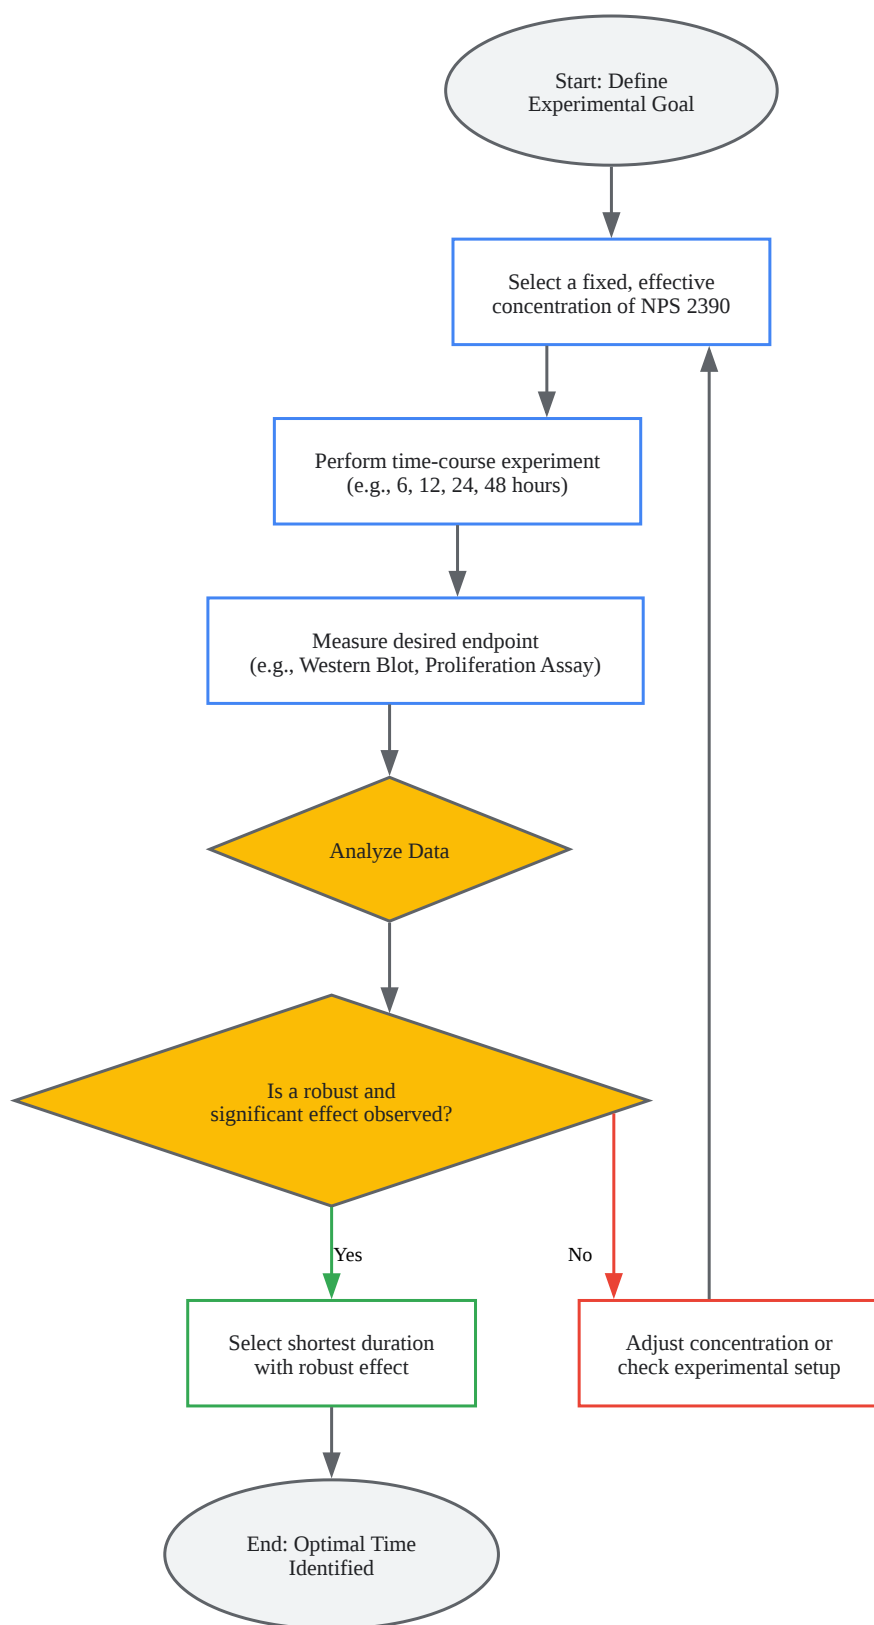 Start: Define
Experimental Goal
Select a fixed, effective
concentration of NPS 2390
Perform time-course experiment
(e.g., 6, 12, 24, 48 hours)
Measure desired endpoint
(e.g., Western Blot, Proliferation Assay)
Analyze Data
Is a robust and
significant effect observed?
Yes
No
Select shortest duration
with robust effect
Adjust concentration or
check experimental setup
End: Optimal Time
Identified